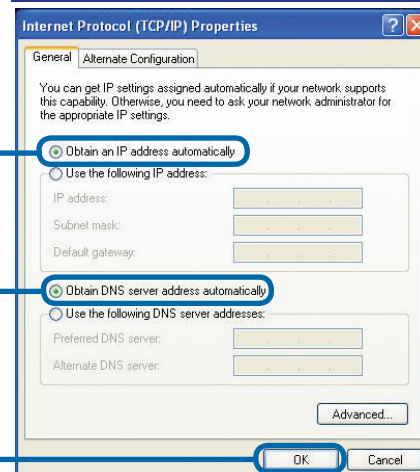 Internet Protocol (TCP/IP) Properties
General
Alternate Configuration
You can get IP settings assigned automatically if your network supports
this capability. Otherwise, you need to ask your network administrator for
the appropriate IP settings.
Obtain an IP address automatically
Use the following IP address:
IP address:
Subnet mask:
Default gateway:
Obtain DNS server address automatically
Use the following DNS server addresses:
Preferred DNS server:
Alternate DNS server:
Advanced...
OK
Cancel